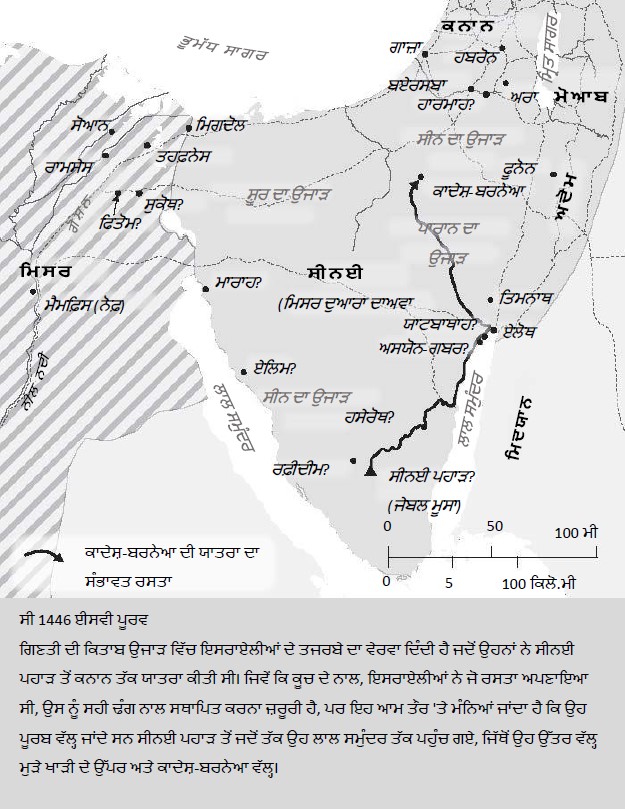 ਕਨਾਨ
ਭੂਮੱਧ ਸਾਗਰ
ਗਾਜ਼ਾ
ਹਬਰੋਨ
ਮ੍ਰਿਤ ਸਾਗਰ
ਬਏਰਸਬਾ
ਹਾਰਮਾਹ?
ਅਰਾ
ਮੋਆਬ
ਸੋਆਨ
ਮਿਗਦੋਲ
ਤਹਫਨੇਸ
ਰਾਮਸੇਸ
ਸੀਨ ਦਾ ਉਜਾੜ
ਫੂਨੋਨ
ਕਾਦੇਸ਼-ਬਰਨੇਆ
ਅਦੋਮ
ਸੂਰ ਦਾ ਉਜਾੜ
ਸੁਕੋਥ?
ਗੋਸ਼ਨ
ਫਿਤੋਮ?
ਪਾਰਾਨ ਦਾ
ਉਜਾੜ
ਮਿਸਰ
ਸੀਨਈ
ਮਾਰਾਹ?
ਮੈਮਫ਼ਿਸ (ਨੋਫ਼)
(ਮਿਸਰ ਦੁਆਰਾ ਦਾਅਵਾ
ਤਿਮਨਾਥ
ਯਾਟਬਾਥਾਹ?
ਏਲੋਥ
ਅਸਯੋਨ-ਗਬਰ?
ਨੀਲ ਨਦੀ
ਏਲਿਮ?
ਸੀਨ ਦਾ ਉਜਾੜ
ਲਾਲ ਸਮੁੰਦਰ
ਹਸੇਰੋਥ?
ਲਾਲ ਸਮੁੰਦਰ
ਮਿਦਯਾਨ
ਰਫ਼ੀਦੀਮ?
ਸੀਨਈ ਪਹਾੜ?
(ਜੇਬਲ ਮੂਸਾ)
0 50 100 ਮੀ
0 5 100 ਕਿਲੋ.ਮੀ
ਕਾਦੇਸ਼-ਬਰਨੇਆ ਦੀ ਯਾਤਰਾ ਦਾ
ਸੰਭਾਵਤ ਰਸਤਾ
ਸੀ 1446 ਈਸਵੀ ਪੂਰਵ
ਗਿਣਤੀ ਦੀ ਕਿਤਾਬ ਉਜਾੜ ਵਿੱਚ ਇਸਰਾਏਲੀਆਂ ਦੇ ਤਜਰਬੇ ਦਾ ਵੇਰਵਾ ਦਿੰਦੀ ਹੈ ਜਦੋਂ ਉਹਨਾਂ ਨੇ ਸੀਨਈ
ਪਹਾੜ ਤੋਂ ਕਨਾਨ ਤੱਕ ਯਾਤਰਾ ਕੀਤੀ ਸੀ। ਜਿਵੇਂ ਕਿ ਕੂਚ ਦੇ ਨਾਲ, ਇਸਰਾਏਲੀਆਂ ਨੇ ਜੋ ਰਸਤਾ ਅਪਣਾਇਆ
ਸੀ, ਉਸ ਨੂੰ ਸਹੀ ਢੰਗ ਨਾਲ ਸਥਾਪਿਤ ਕਰਨਾ ਜ਼ਰੂਰੀ ਹੈ, ਪਰ ਇਹ ਆਮ ਤੌਰ 'ਤੇ ਮੰਨਿਆਂ ਜਾਂਦਾ ਹੈ ਕਿ ਉਹ
ਪੂਰਬ ਵੱਲ੍ਹ ਜਾਂਦੇ ਸਨ ਸੀਨਈ ਪਹਾੜ ਤੋਂ ਜਦੋਂ ਤੱਕ ਉਹ ਲਾਲ ਸਮੁੰਦਰ ਤੱਕ ਪਹੁੰਚ ਗਏ, ਜਿੱਥੋਂ ਉਹ ਉੱਤਰ ਵੱਲ੍ਹ
ਮੁੜੇ ਖਾੜੀ ਦੇ ਉੱਪਰ ਅਤੇ ਕਾਦੇਸ਼-ਬਰਨੇਆ ਵੱਲ੍ਹ।